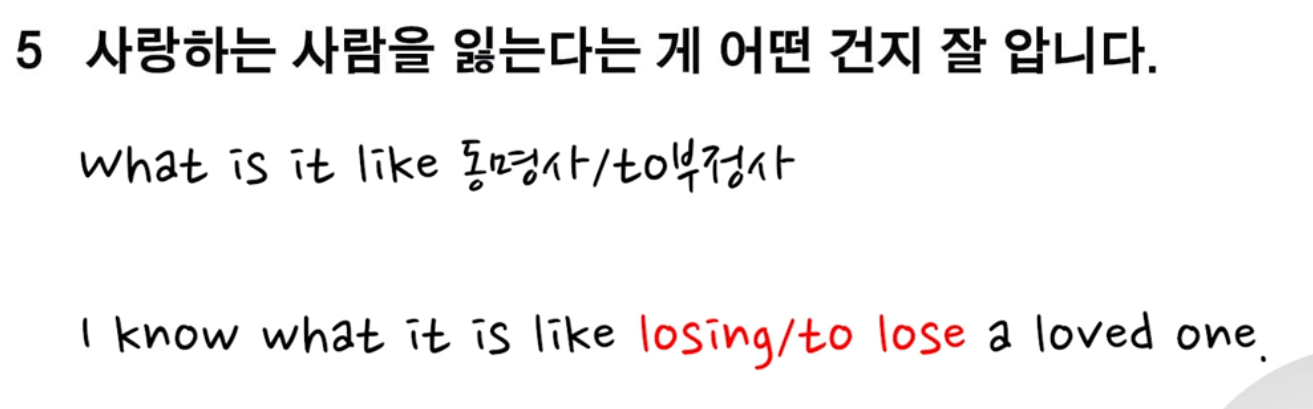 5 사랑하는 사람을 잃는다는 게 어떤 건지 잘 압니다.
What is it like 동명사/to부정사
I know what it is like losing/to lose a loved one.